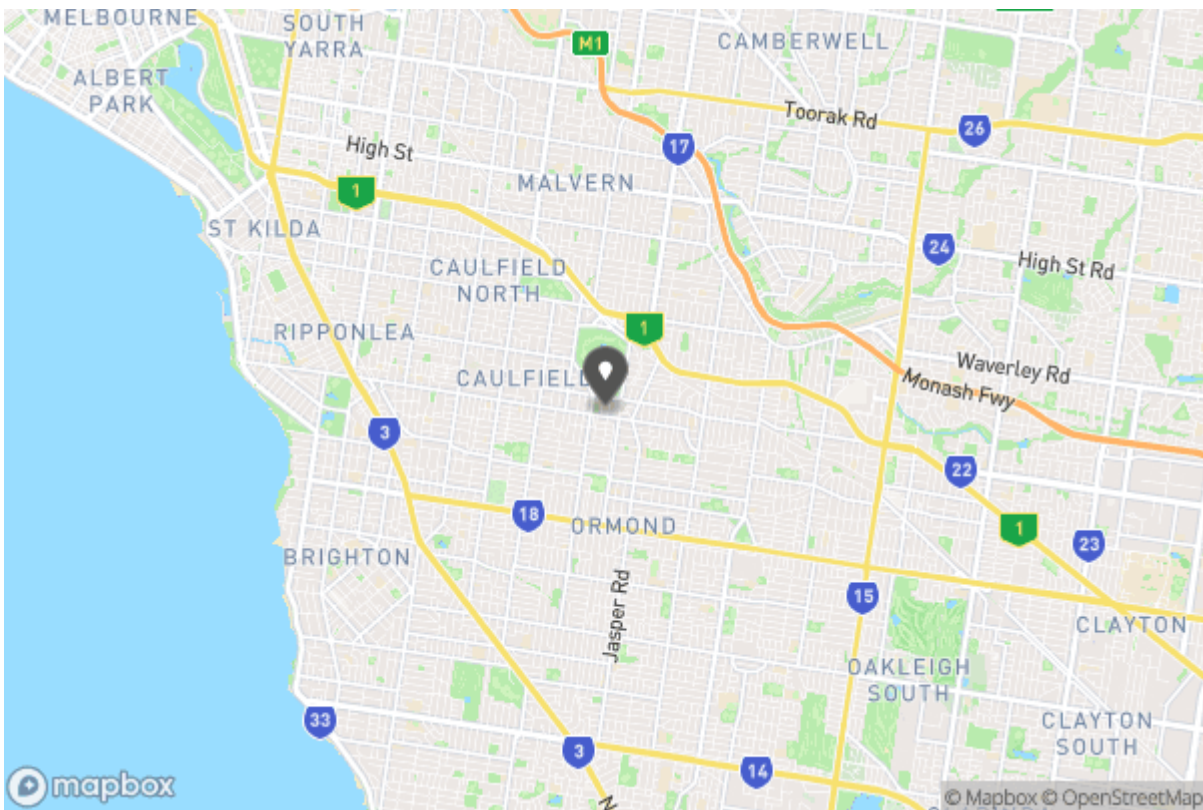 MELBOURNE
SOUTH
YARRA
M1
CAMBERWELL
ALBERT
PARK
Toorak Rd
26
High St
17
1
MALVERN
ST KILDA
24
High St Rd
CAULFIELD
NORTH
RIPPONLEA
1
Waverley Rd
CAULFIELD
Monash Fwy
3
22
18
ORMOND
1
23
BRIGHTON
Jasper Rd
15
CLAYTON
OAKLEIGH
SOUTH
33
CLAYTON
SOUTH
3
14
mapbox
© Mapbox © OpenStreetMap